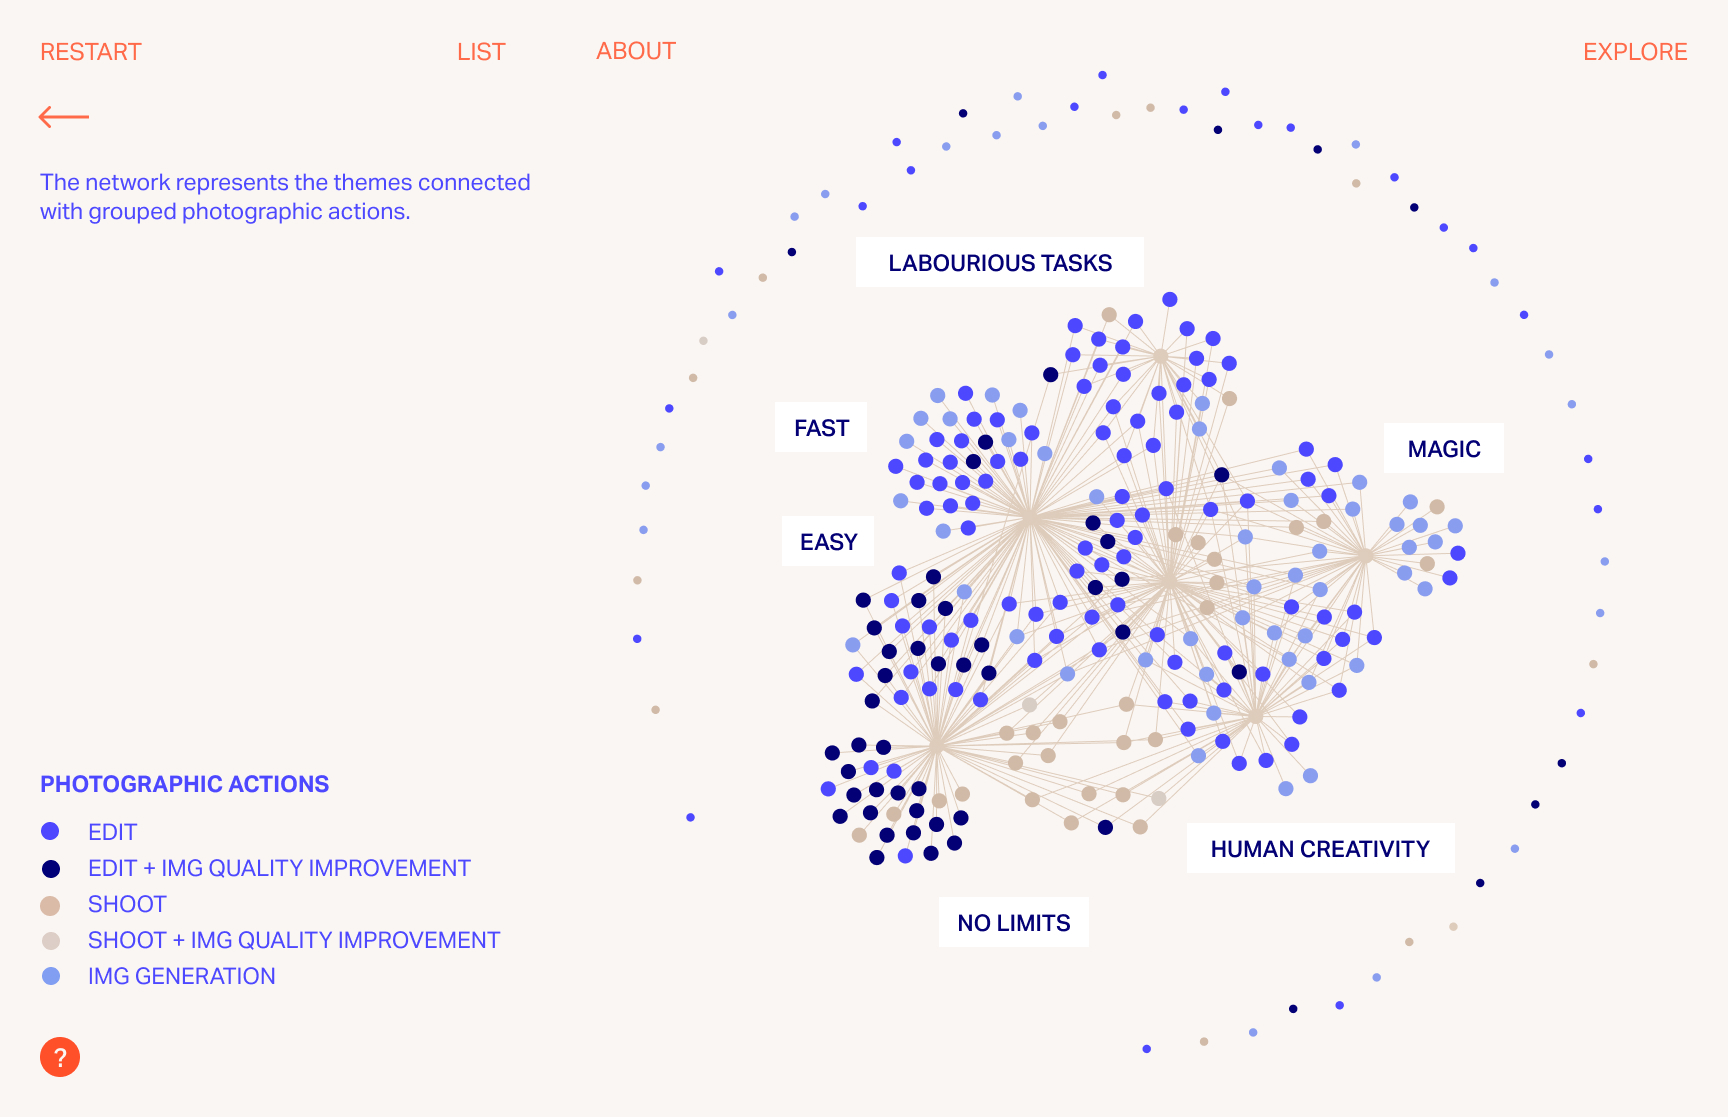 RESTART
LIST
ABOUT
EXPLORE
The network represents the themes connected
with grouped photographic actions.
LABOURIOUS TASKS
FAST
MAGIC
EASY
PHOTOGRAPHIC ACTIONS
EDIT
EDIT + IMG QUALITY IMPROVEMENT
SHOOT
SHOOT + IMG QUALITY IMPROVEMENT
IMG GENERATION
HUMAN CREATIVITY
NO LIMITS
?